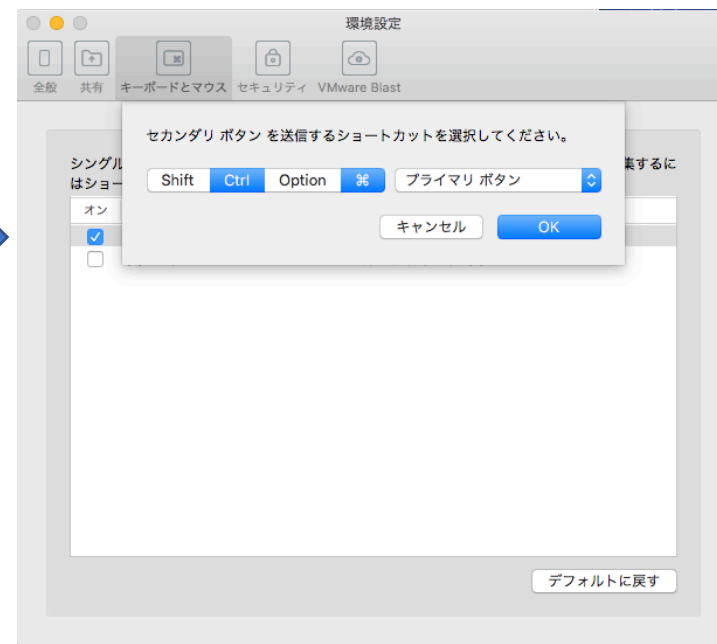 環境設定
全般 共有 キーボードとマウス セキュリティ VMware Blast
セカンダリ ボタン を送信するショートカットを選択してください。
シングル 集するに
はショー
Shift Ctrl Option ⌘ プライマリ ボタン
オン
キャンセル OK
デフォルトに戻す